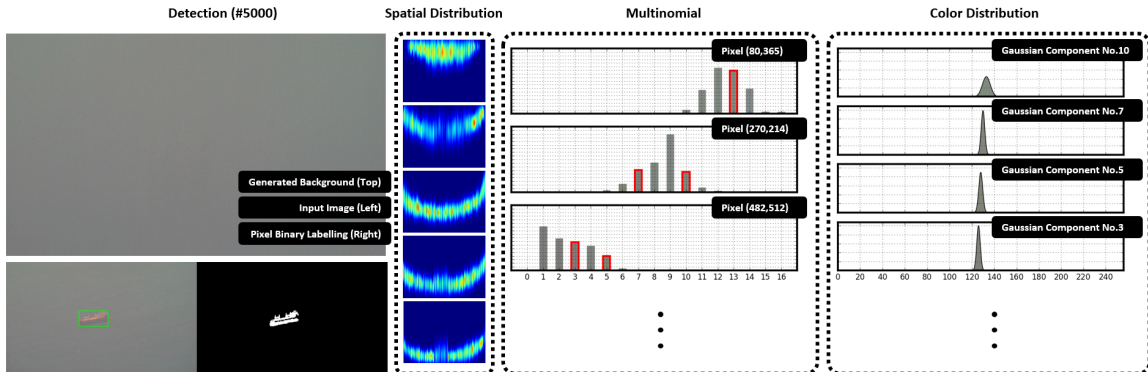 Detection (#5000)
Spatial Distribution
Multinomial
Color Distribution
Generated Background (Top)
Input Image (Left)
Pixel Binary Labelling (Right)
Pixel (80,365)
Pixel (270,214)
Pixel (482,512)
0 1 2 3 4 5 6 7 8 9 10 11 12 13 14 15 16
Gaussian Component No.10
Gaussian Component No.7
Gaussian Component No.5
Gaussian Component No.3
0 20 40 60 80 100 120 140 160 180 200 220 240